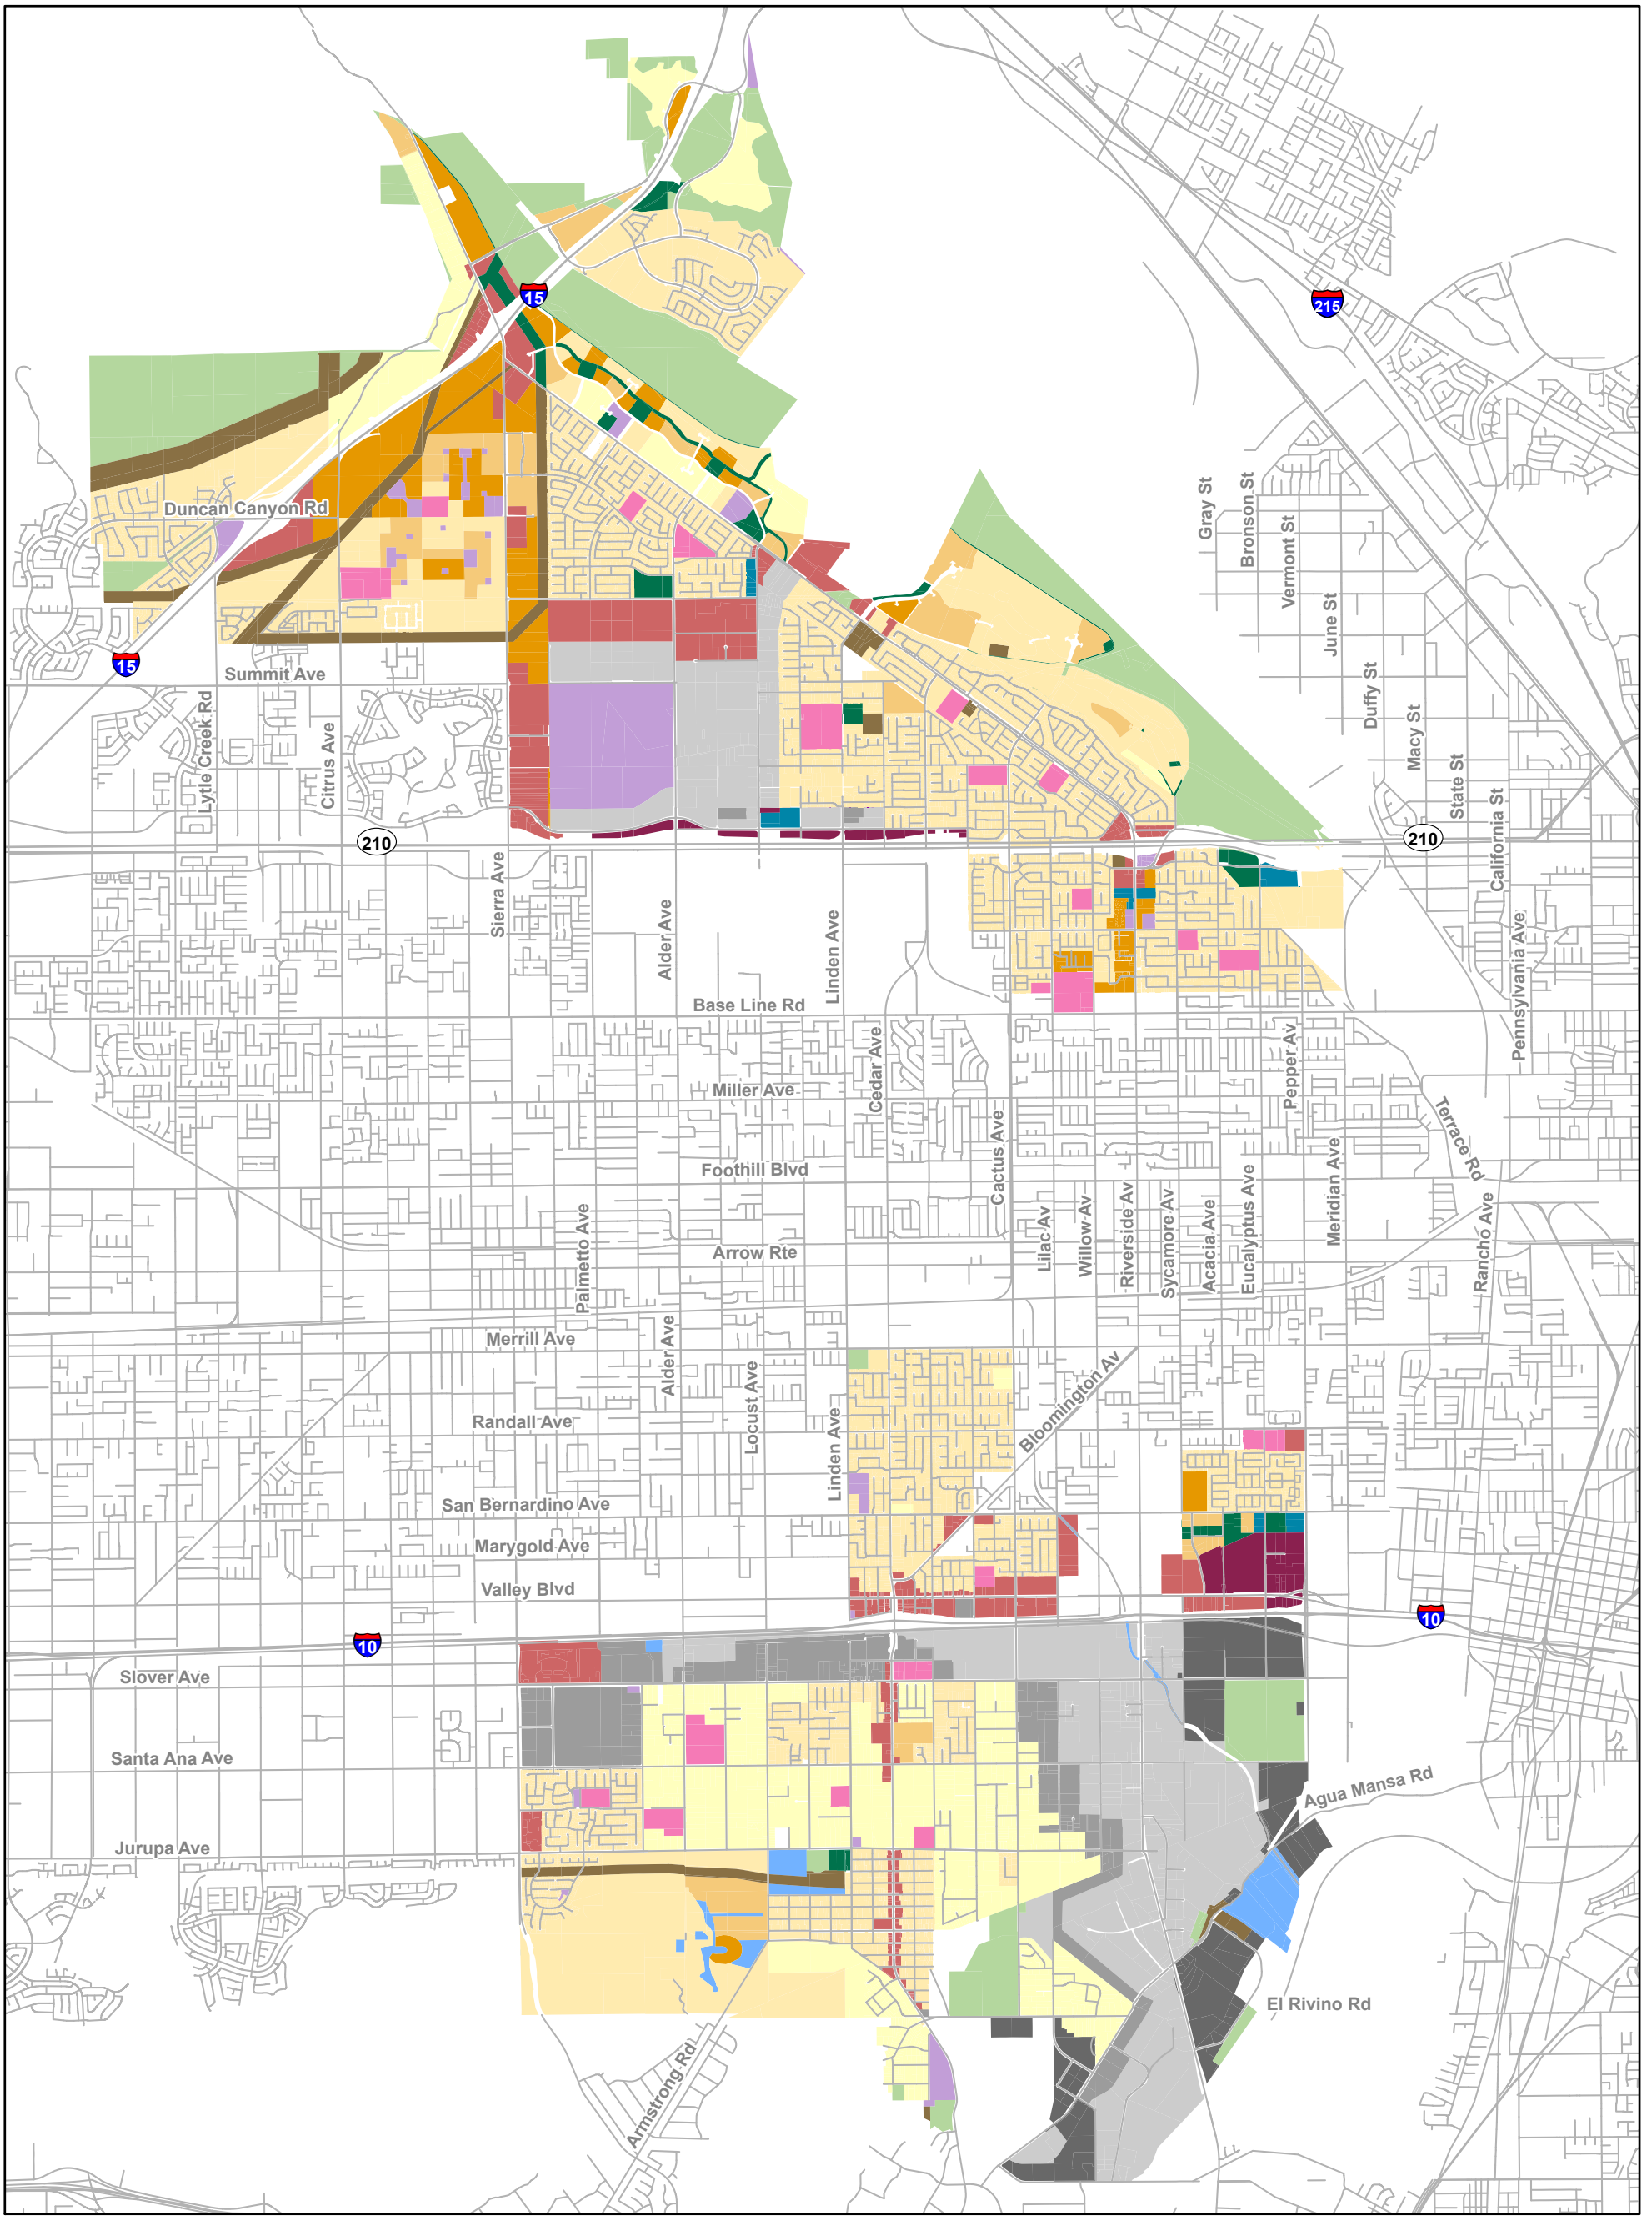 15
215
Gray St
Bronson St
Vermont St
Duncan Canyon Rd
June St
15
Summit Ave
Duffy St
Lytle Creek Rd
Citrus Ave
Macy St
State St
California St
210
210
Sierra Ave
Alder Ave
Linden Ave
Pennsylvania Ave
Base Line Rd
Cedar Ave
Pepper Av
Miller Ave
Terrace Rd
Cactus Ave
Foothill Blvd
Meridian Ave
Palmetto Ave
Lilac Av
Willow Av
Riverside Av
Sycamore Av
Acacia Ave
Eucalyptus Ave
Rancho Ave
Arrow Rte
Merrill Ave
Alder Ave
Locust Ave
Bloomington Av
Randall Ave
Linden Ave
San Bernardino Ave
Marygold Ave
Valley Blvd
10
10
Slover Ave
Santa Ana Ave
Agua Mansa Rd
Jurupa Ave
El Rivino Rd
Armstrong Rd